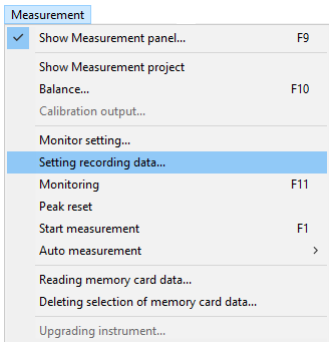 Measurement
Show Measurement panel... F9
Show Measurement project
Balance... F10
Calibration output...
Monitor setting...
Setting recording data...
Monitoring F11
Peak reset
Start measurement F1
Auto measurement
Reading memory card data...
Deleting selection of memory card data...
Upgrading instrument...